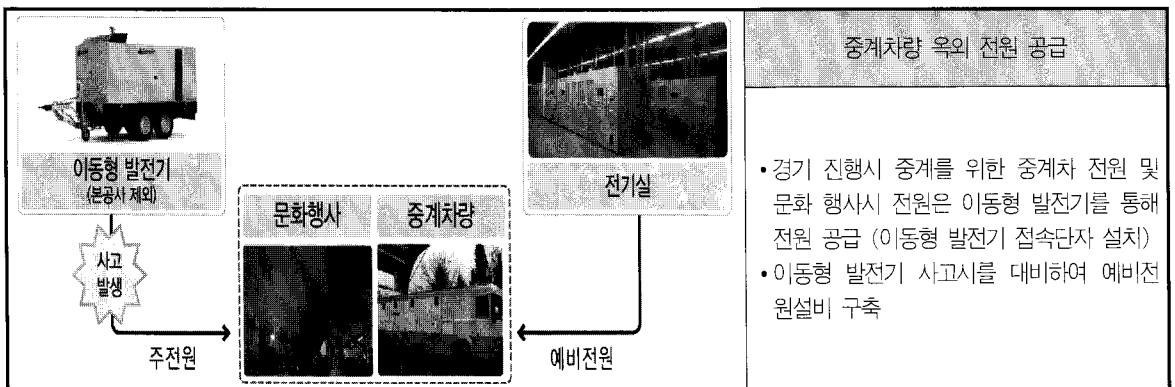 중계차량 옥외 전원 공급
이동형 발전기
(본공사 제외)
전기실
문화행사
중계차량
사고
발생
주전원
예비전원
• 경기 진행시 중계를 위한 중계차 전원 및
문화 행사시 전원은 이동형 발전기를 통해
전원 공급 (이동형 발전기 접속단자 설치)
• 이동형 발전기 사고시를 대비하여 예비전
원설비 구축